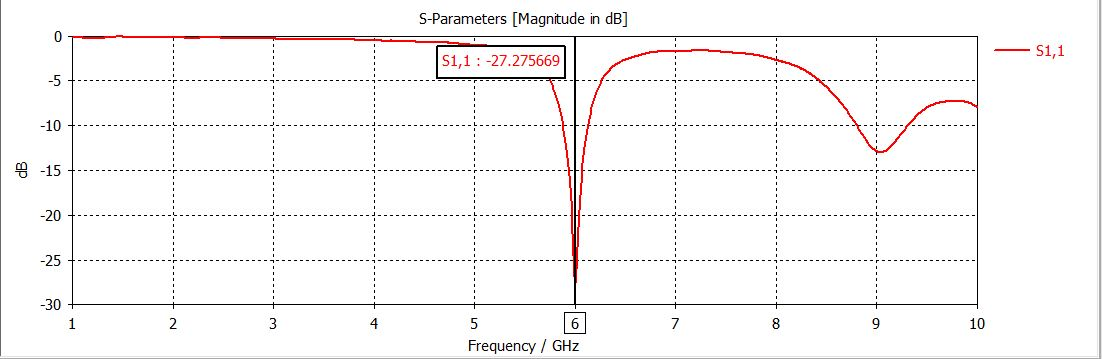 S-Parameters [Magnitude in dB]
0
-5
-10
-15
-20
-25
-30
dB
S1,1 : -27.275669
S1,1
1 2 3 4 5 6 7 8 9 10
Frequency / GHz